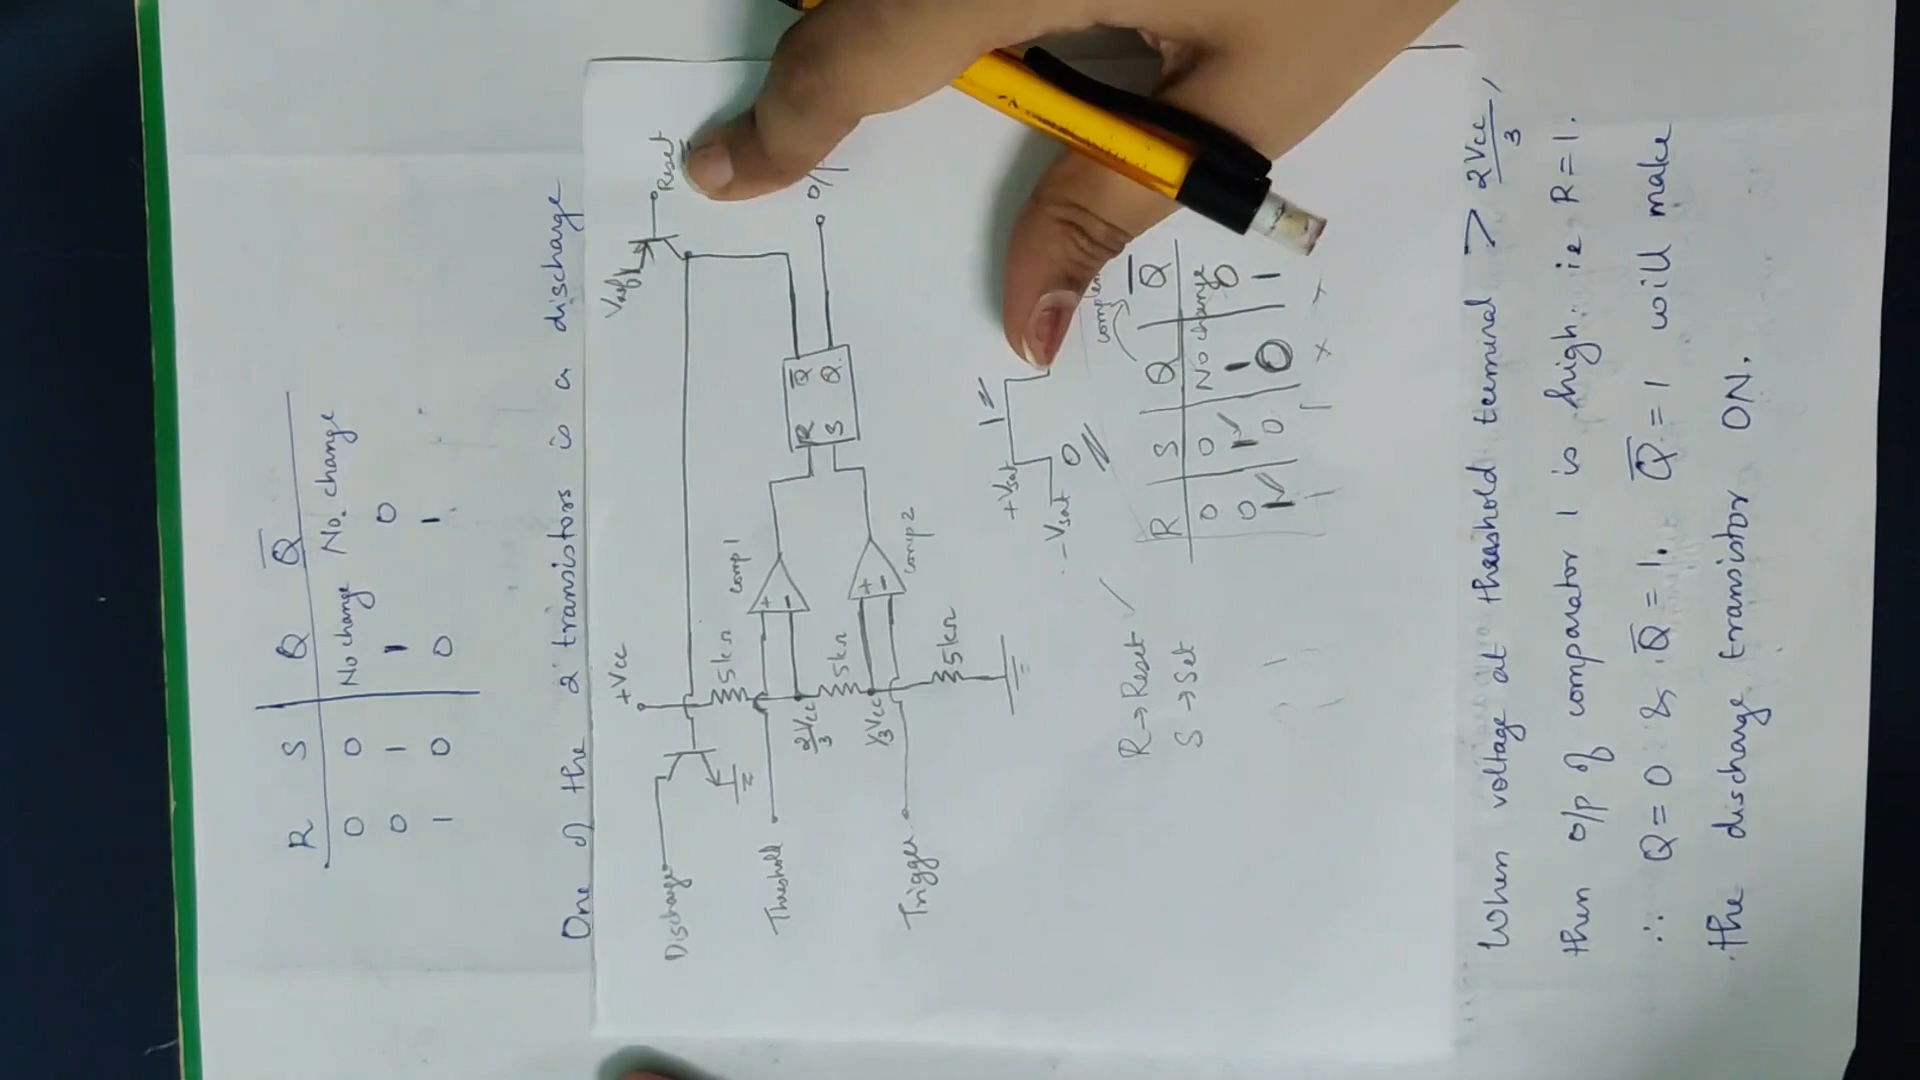 R S Q Q̅
0 0 No change No. change
0 1 1 0
1 0 0 1
One of the 2 transistors is a discharge
Reset
Vref
+Vcc
Discharge
5kΩ
comp 1
R Q̅
S Q
O/
Threshold
2/3 Vcc
5kΩ
1/3 Vcc
comp 2
Trigger
5kΩ
+Vsat 1
-Vsat 0
R → Reset ✓
S → Set
complem
R S Q Q̅
0 0 No change
0 1 1 0
1 0 0 1
1 1 x x
When voltage at threshold terminal > 2Vcc/3,
then o/p of comparator 1 is high. ie R = 1.
∴ Q = 0 & Q̅ = 1. Q̅ = 1 will make
the discharge transistor ON.